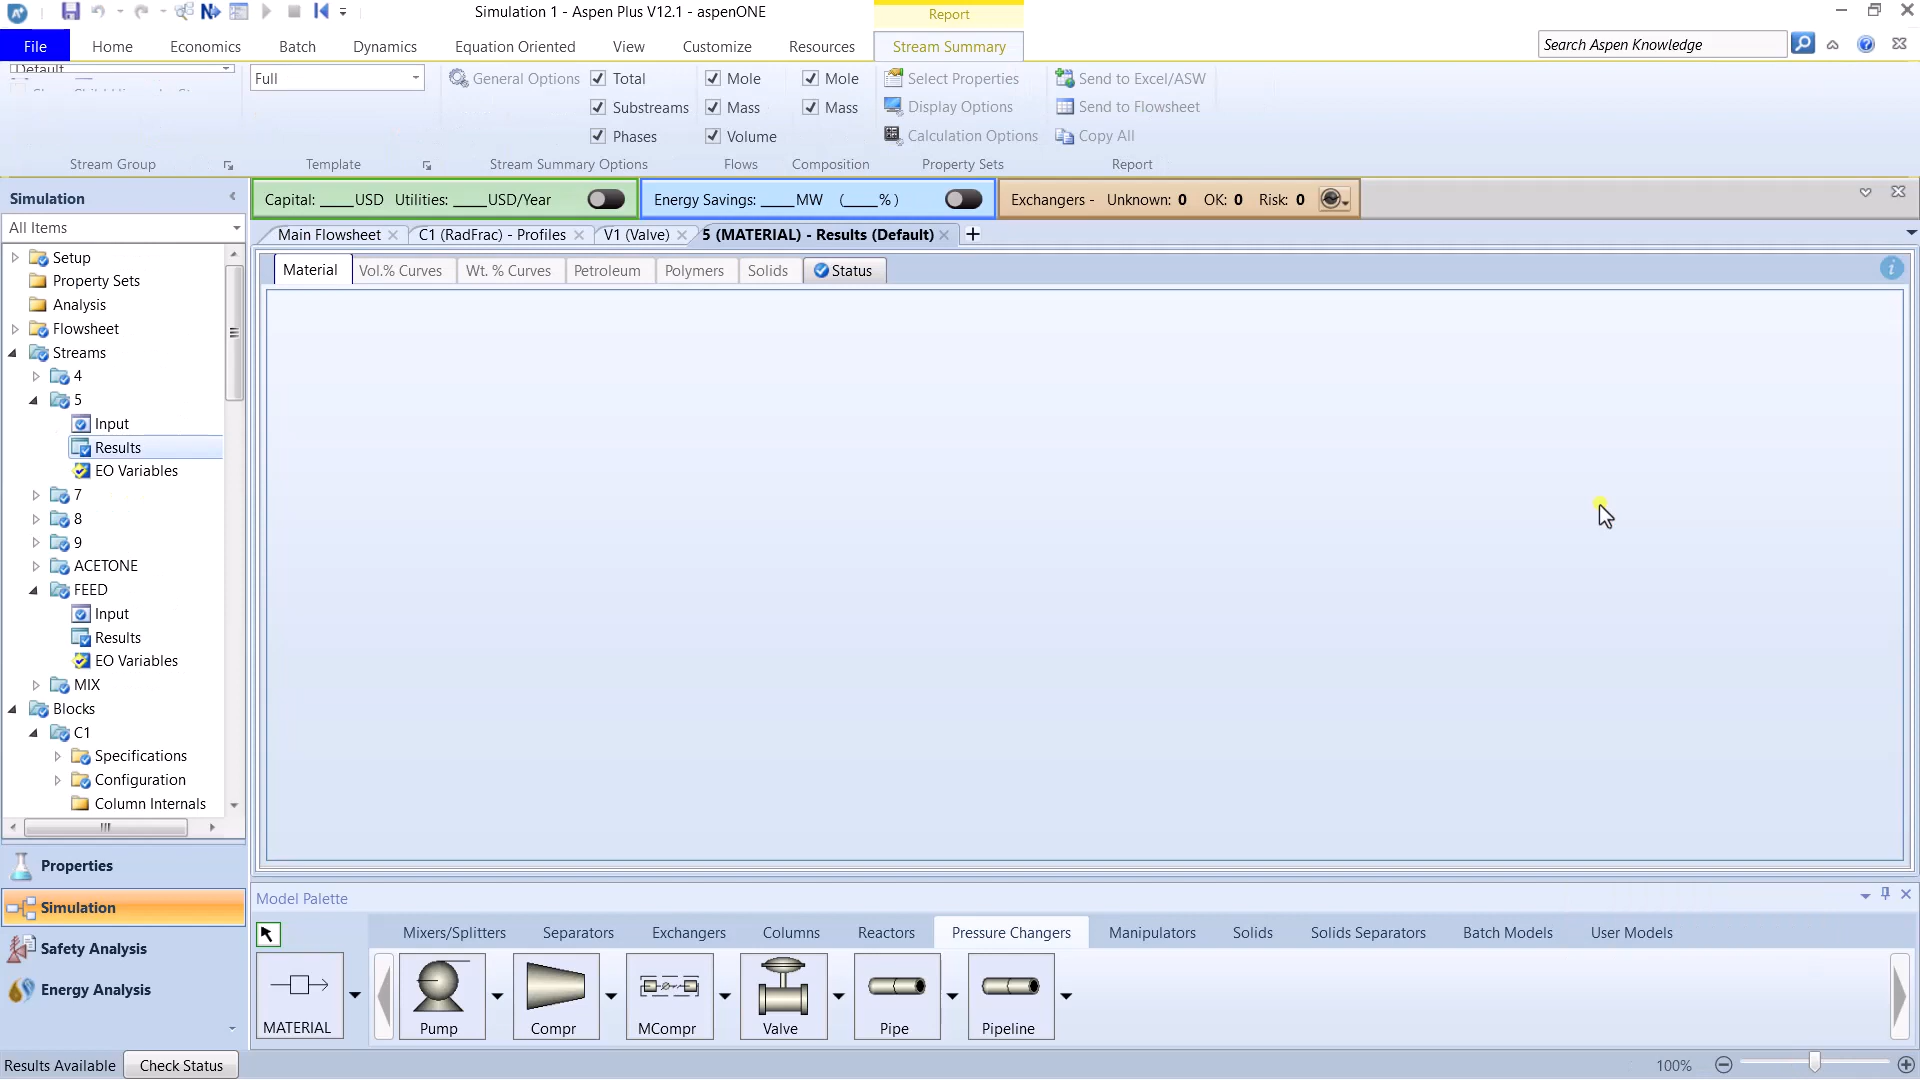 Simulation 1 - Aspen Plus V12.1 - aspenONE
Report
File Home Economics Batch Dynamics Equation Oriented View Customize Resources Stream Summary
Search Aspen Knowledge
Default
Full
General Options
Total
Substreams
Phases
Mole
Mass
Volume
Mole
Mass
Select Properties
Display Options
Calculation Options
Send to Excel/ASW
Send to Flowsheet
Copy All
Stream Group Template Stream Summary Options Flows Composition Property Sets Report
Simulation
All Items
Capital: ____USD Utilities: ____USD/Year
Energy Savings: ____MW (____%)
Exchangers - Unknown: 0 OK: 0 Risk: 0
Main Flowsheet
C1 (RadFrac) - Profiles
V1 (Valve)
5 (MATERIAL) - Results (Default)
Material Vol.% Curves Wt. % Curves Petroleum Polymers Solids Status
Setup
Property Sets
Analysis
Flowsheet
Streams
4
5
Input
Results
EO Variables
7
8
9
ACETONE
FEED
Input
Results
EO Variables
MIX
Blocks
C1
Specifications
Configuration
Column Internals
Properties
Simulation
Safety Analysis
Energy Analysis
Model Palette
Mixers/Splitters Separators Exchangers Columns Reactors Pressure Changers Manipulators Solids Solids Separators Batch Models User Models
MATERIAL Pump Compr MCompr Valve Pipe Pipeline
Results Available Check Status
100%